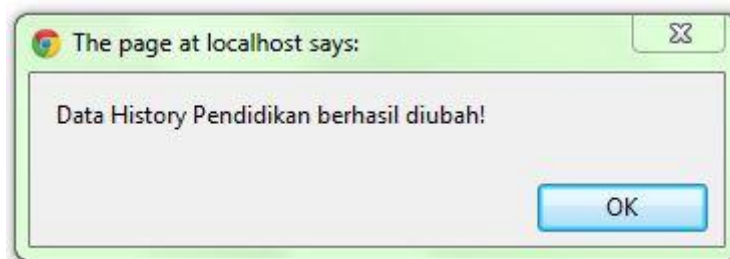 The page at localhost says:
Data History Pendidikan berhasil diubah!
OK